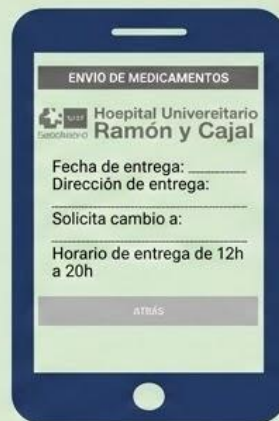 ENVIO DE MEDICAMENTOS
Hoepital Univereitario
Ramón y Cajal
Fecha de entrega:
Dirección de entrega:
Solicita cambio a:
Horario de entrega de 12h
a 20h
ATRÁS